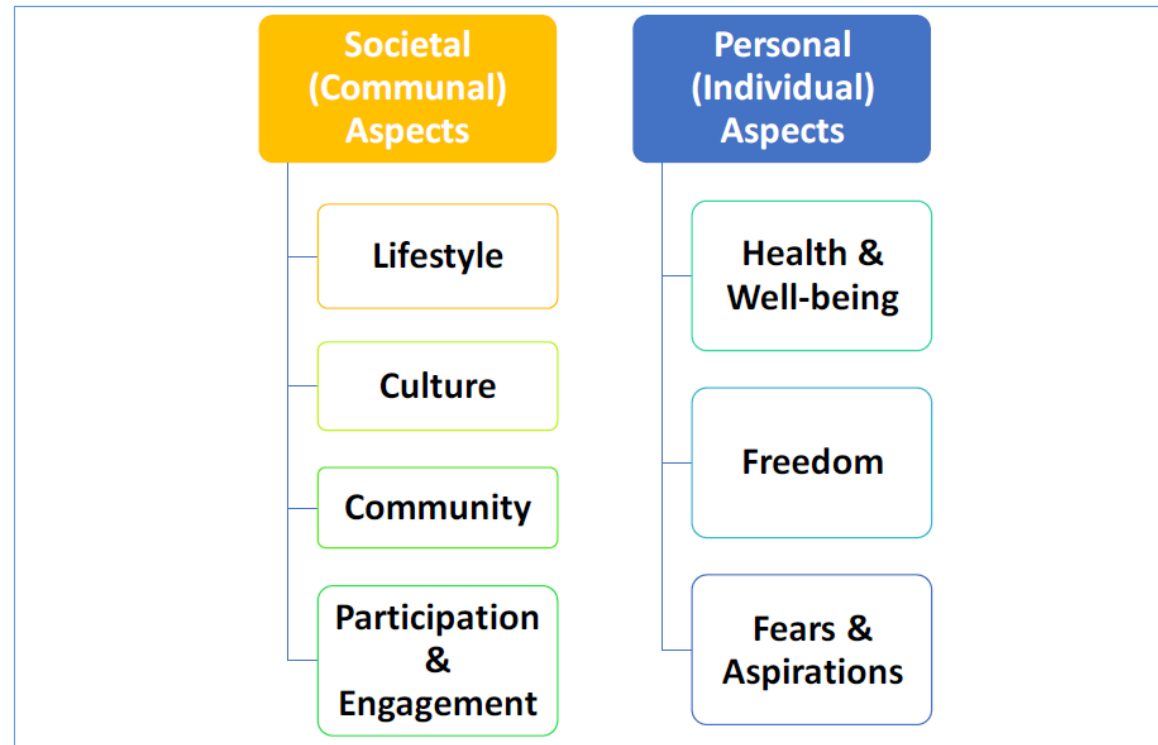 Societal
(Communal)
Aspects
Lifestyle
Culture
Community
Participation
&
Engagement
Personal
(Individual)
Aspects
Health &
Well-being
Freedom
Fears &
Aspirations